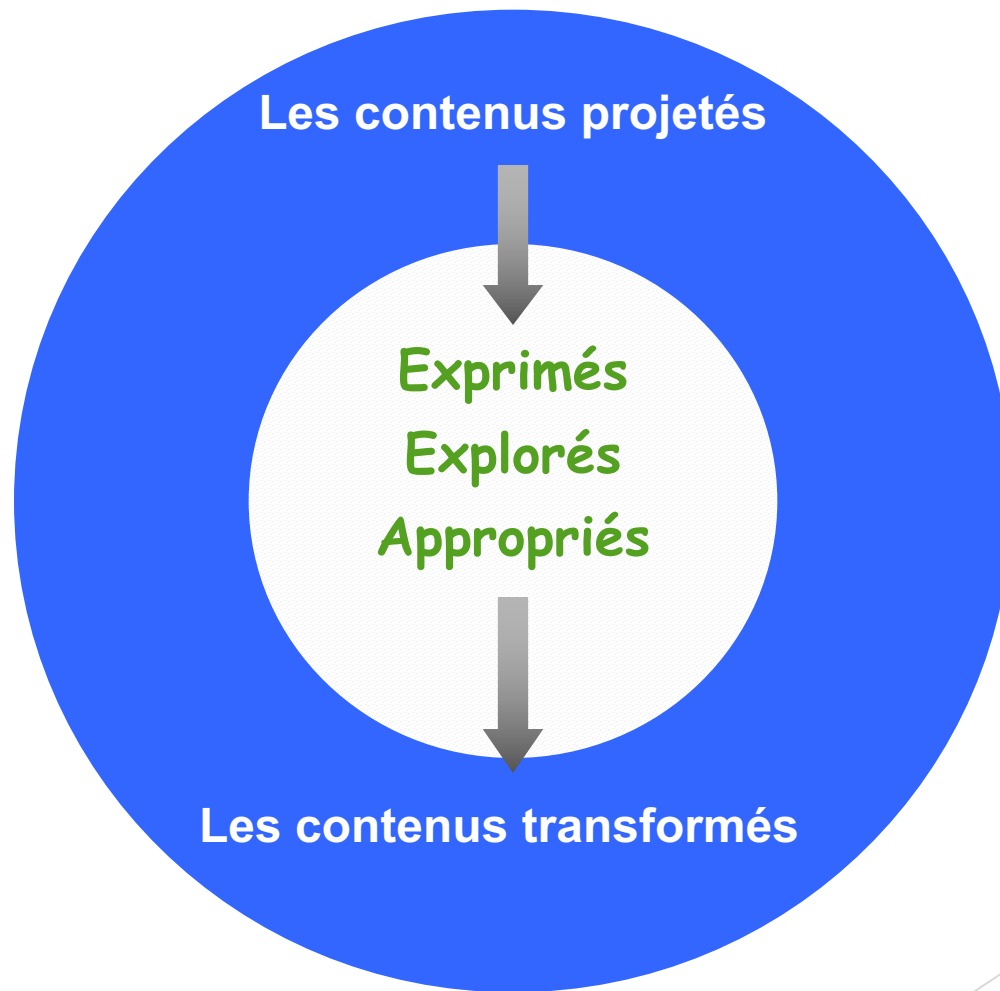 Les contenus projetés
Exprimés
Explorés
Appropriés
Les contenus transformés